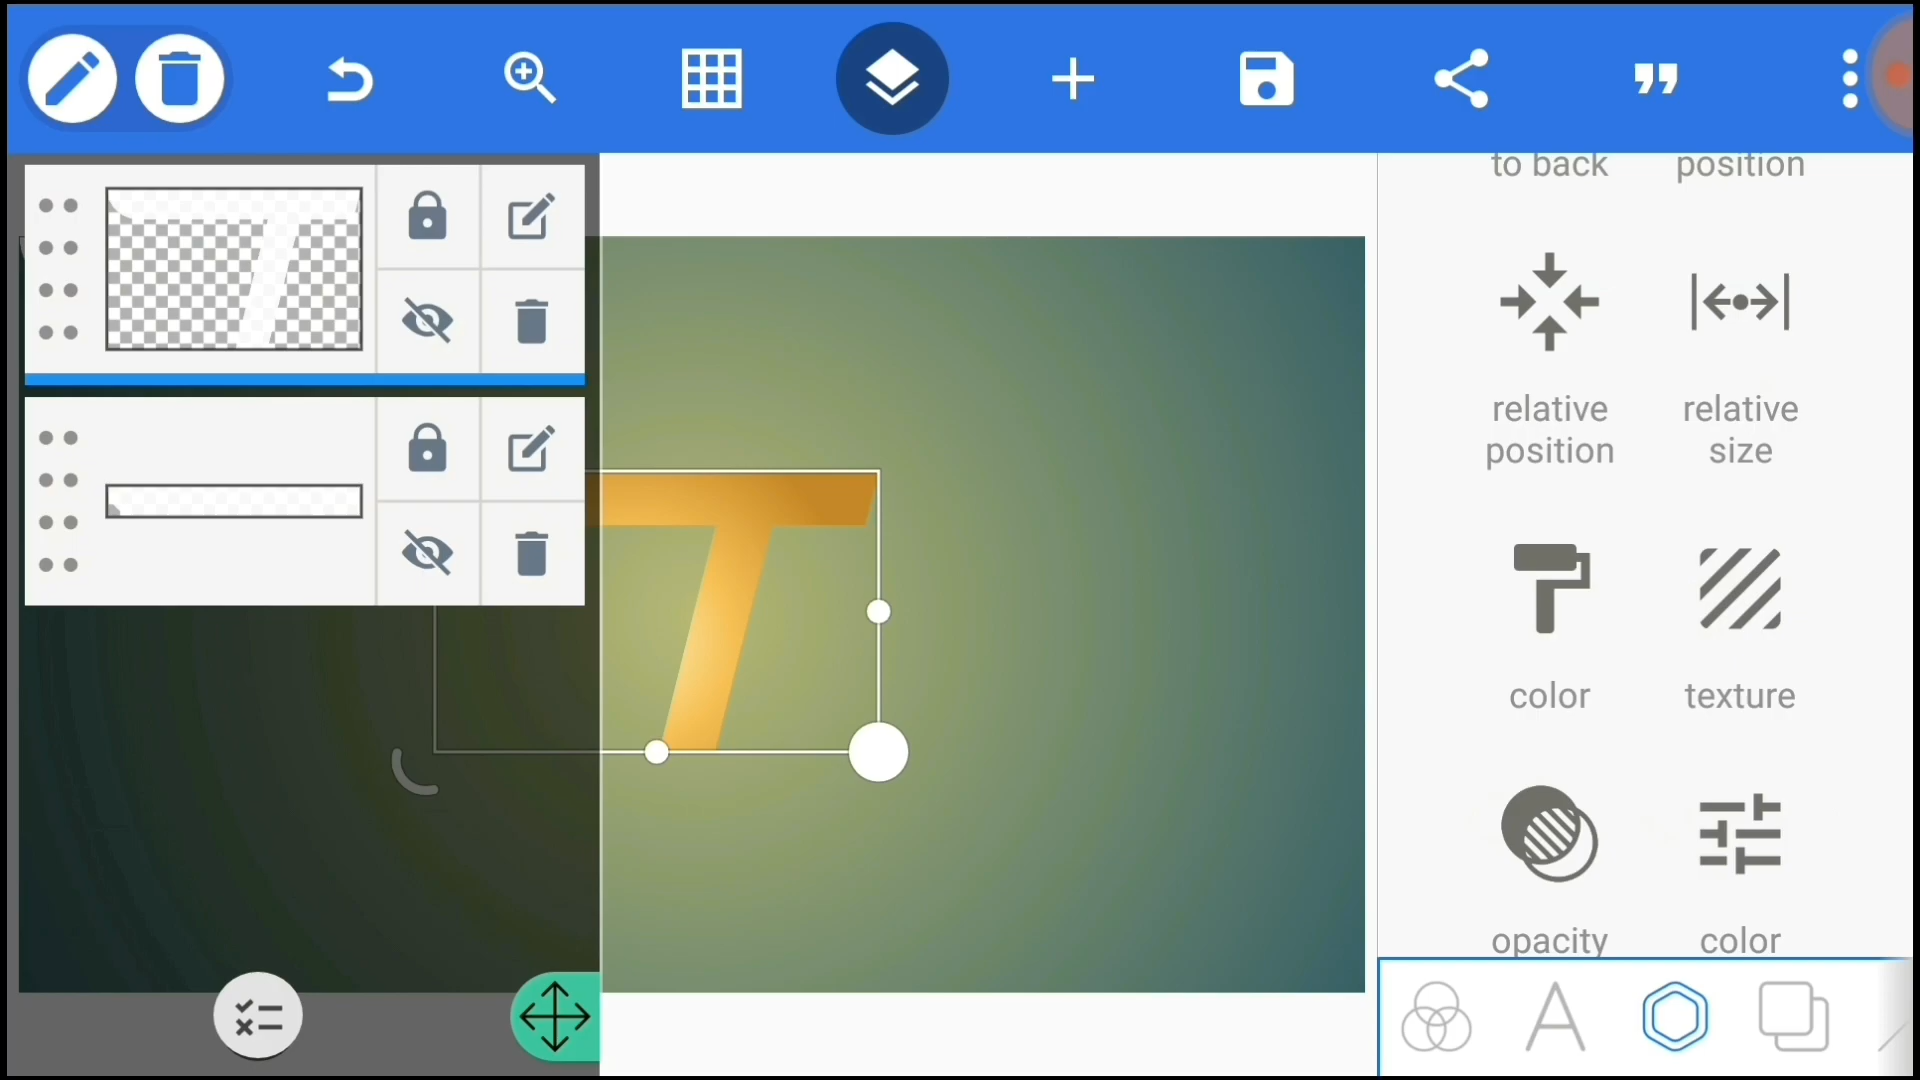 to back position
relative position
relative size
color
texture
opacity
color
T